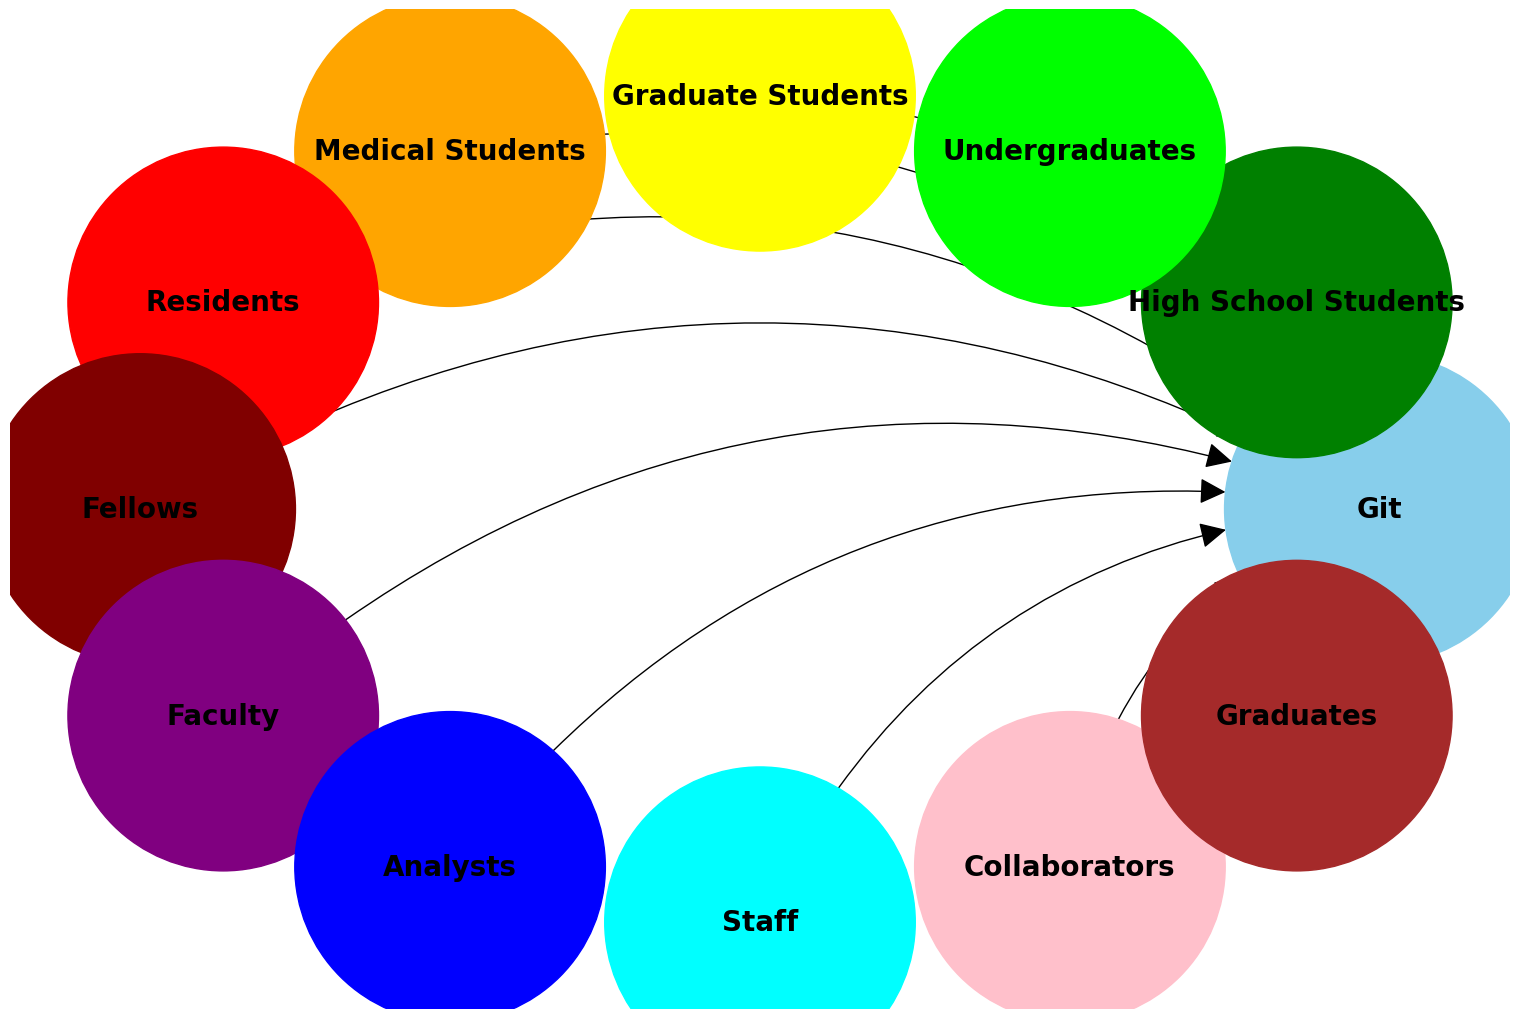 Graduate Students
Medical Students
Undergraduates
Residents
High School Students
Fellows
Git
Faculty
Graduates
Analysts
Collaborators
Staff